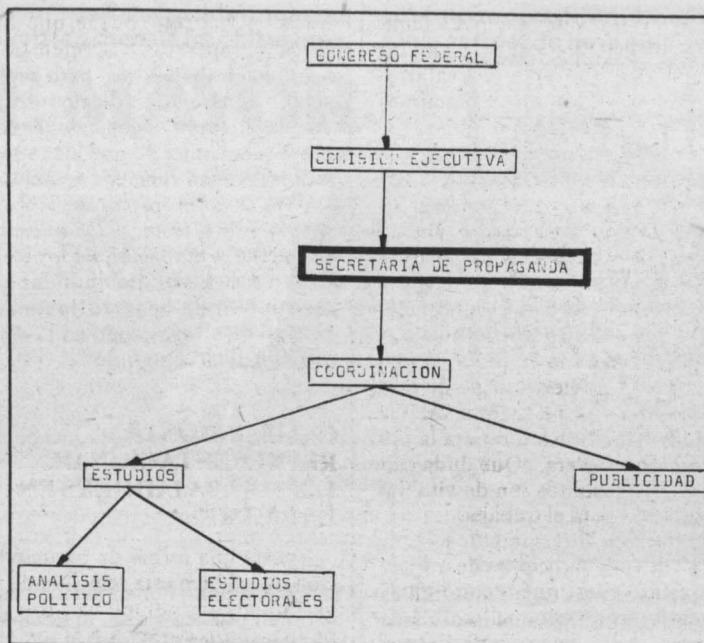 CONGRESO FEDERAL
COMISION EJECUTIVA
SECRETARIA DE PROPAGANDA
COORDINACION
ESTUDIOS
PUBLICIDAD
ANALISIS
POLITICO
ESTUDIOS
ELECTORALES